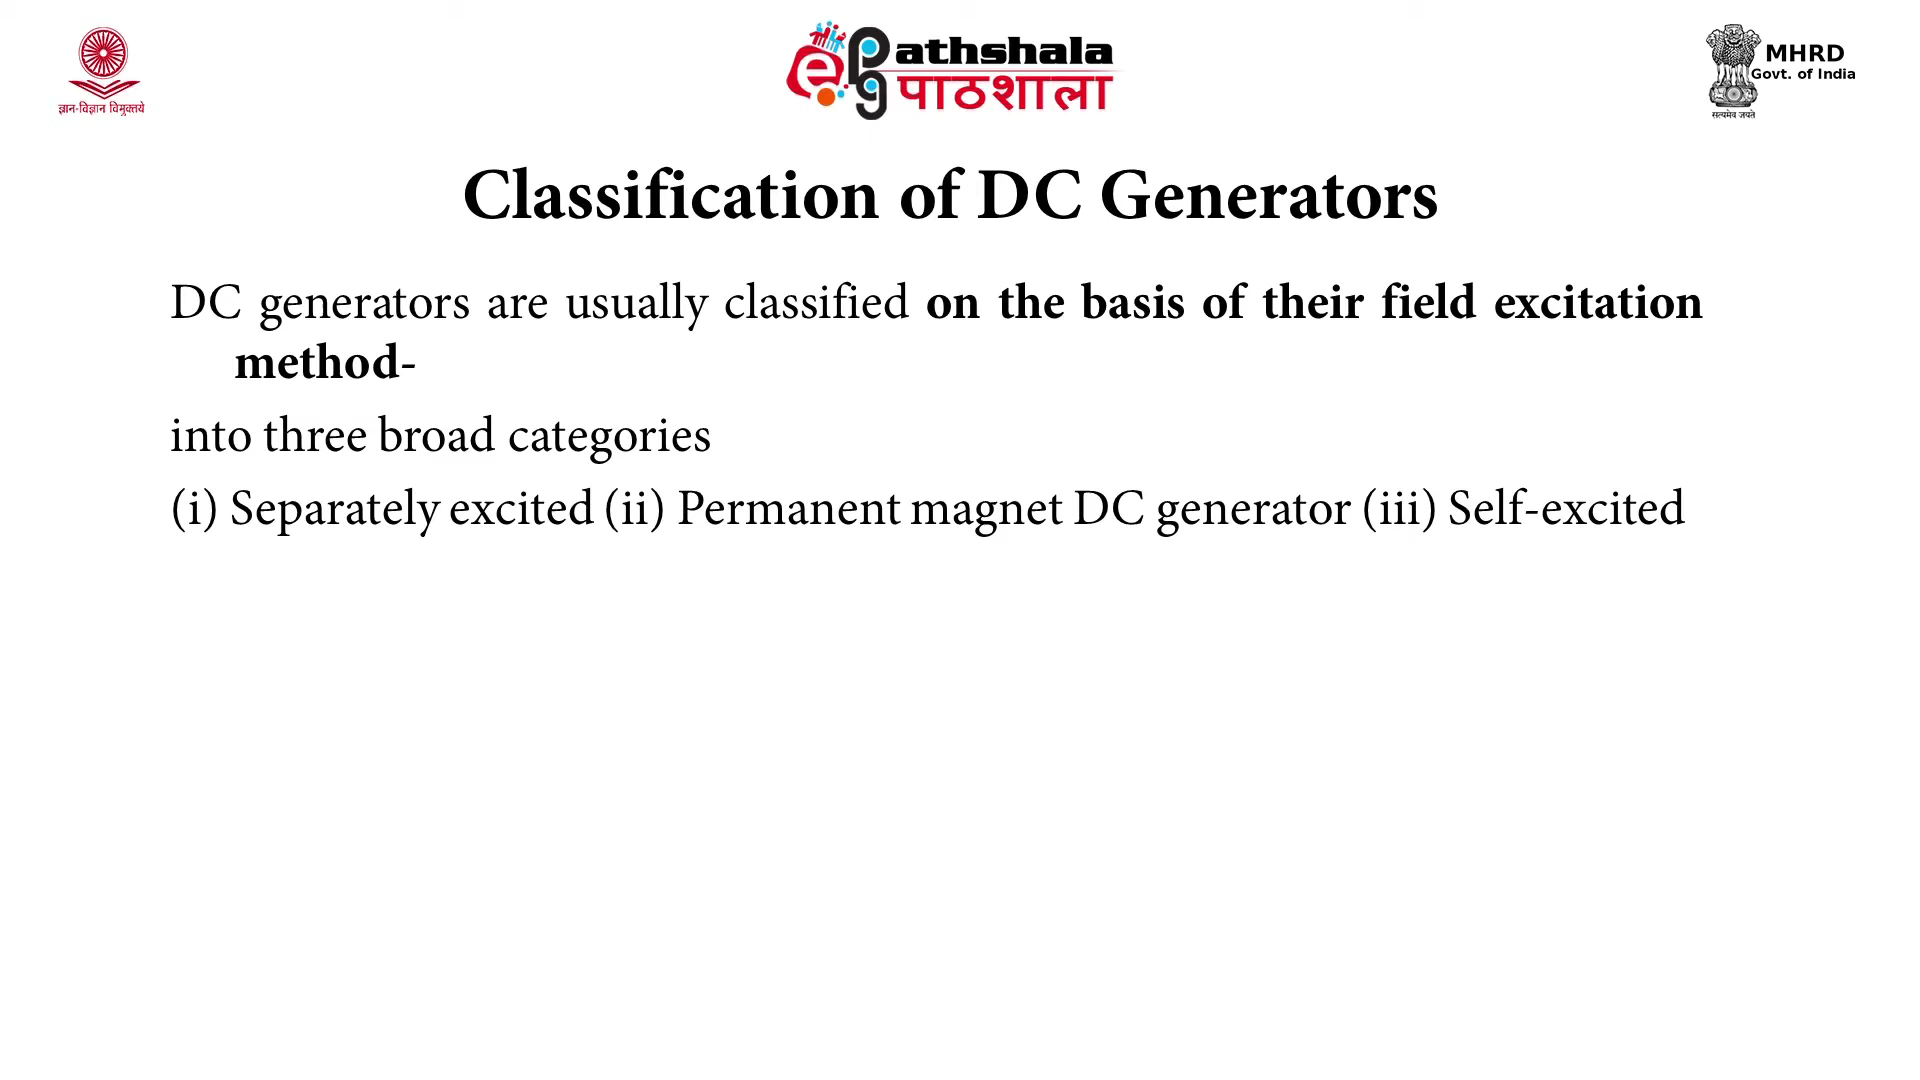 ज्ञान-विज्ञान विमुक्तये
e
pg
athshala
पाठशाला
MHRD
Govt. of India
सत्यमेव जयते
Classification of DC Generators
DC generators are usually classified on the basis of their field excitation
method-
into three broad categories
(i) Separately excited (ii) Permanent magnet DC generator (iii) Self-excited